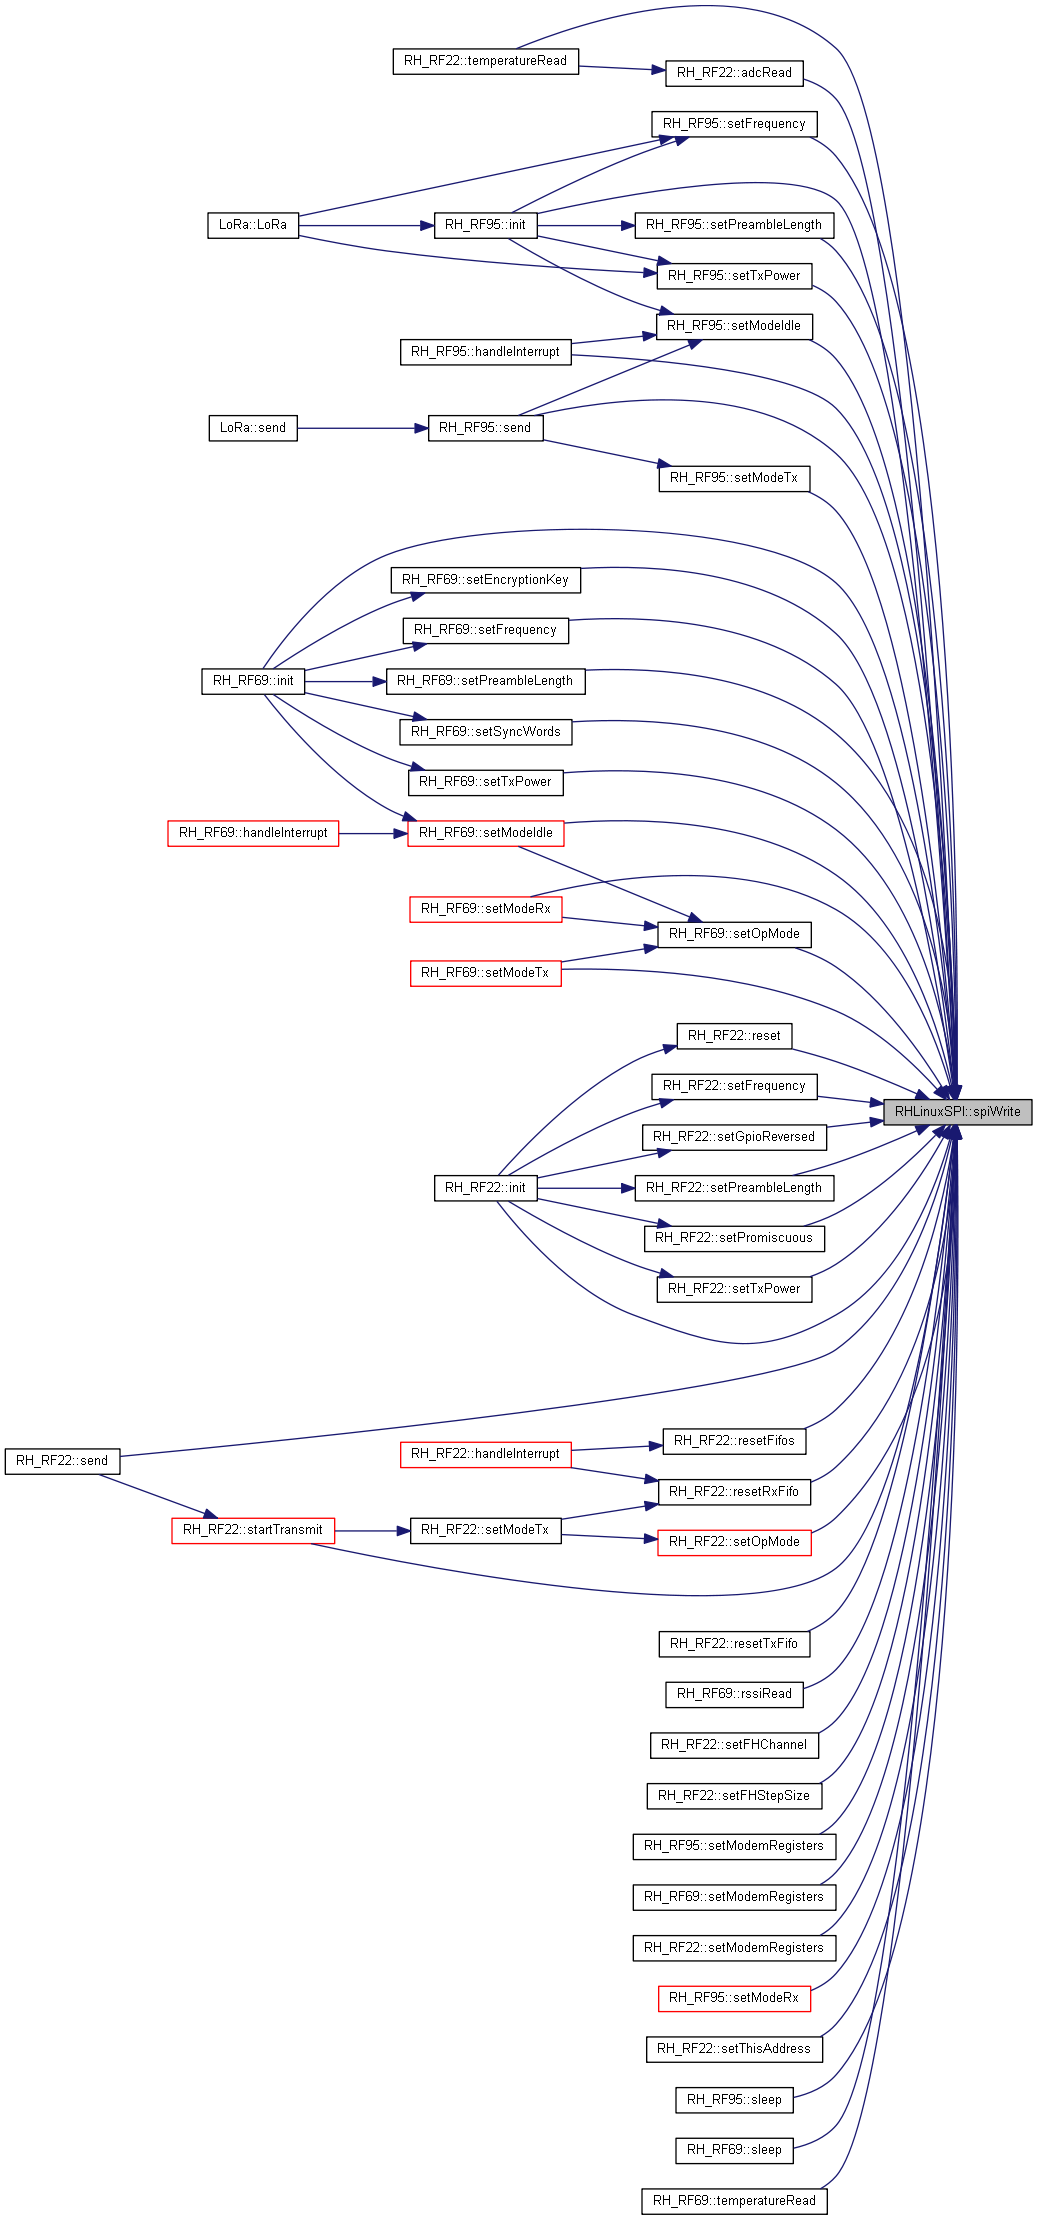 RH_RF22::temperatureRead
RH_RF22::adcRead
RH_RF95::setFrequency
LoRa::LoRa
RH_RF95::init
RH_RF95::setPreambleLength
RH_RF95::setTxPower
RH_RF95::setModeIdle
RH_RF95::handleInterrupt
LoRa::send
RH_RF95::send
RH_RF95::setModeTx
RH_RF69::setEncryptionKey
RH_RF69::setFrequency
RH_RF69::init
RH_RF69::setPreambleLength
RH_RF69::setSyncWords
RH_RF69::setTxPower
RH_RF69::handleInterrupt
RH_RF69::setModeIdle
RH_RF69::setModeRx
RH_RF69::setOpMode
RH_RF69::setModeTx
RH_RF22::reset
RH_RF22::setFrequency
RHLinuxSPI::spiWrite
RH_RF22::setGpioReversed
RH_RF22::init
RH_RF22::setPreambleLength
RH_RF22::setPromiscuous
RH_RF22::setTxPower
RH_RF22::resetFifos
RH_RF22::handleInterrupt
RH_RF22::send
RH_RF22::resetRxFifo
RH_RF22::startTransmit
RH_RF22::setModeTx
RH_RF22::setOpMode
RH_RF22::resetTxFifo
RH_RF69::rssiRead
RH_RF22::setFHChannel
RH_RF22::setFHStepSize
RH_RF95::setModemRegisters
RH_RF69::setModemRegisters
RH_RF22::setModemRegisters
RH_RF95::setModeRx
RH_RF22::setThisAddress
RH_RF95::sleep
RH_RF69::sleep
RH_RF69::temperatureRead